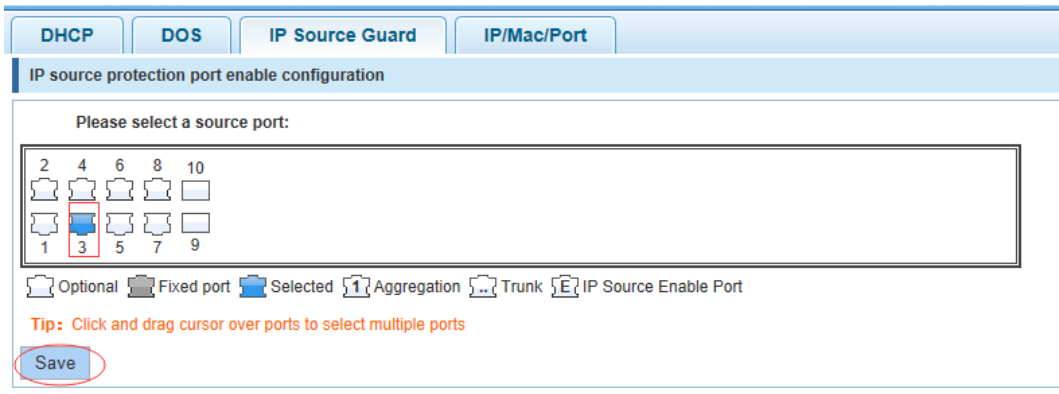 DHCP DOS IP Source Guard IP/Mac/Port
IP source protection port enable configuration
Please select a source port:
2 4 6 8 10
1 3 5 7 9
Optional Fixed port Selected 1 Aggregation .. Trunk E IP Source Enable Port
Tip: Click and drag cursor over ports to select multiple ports
Save